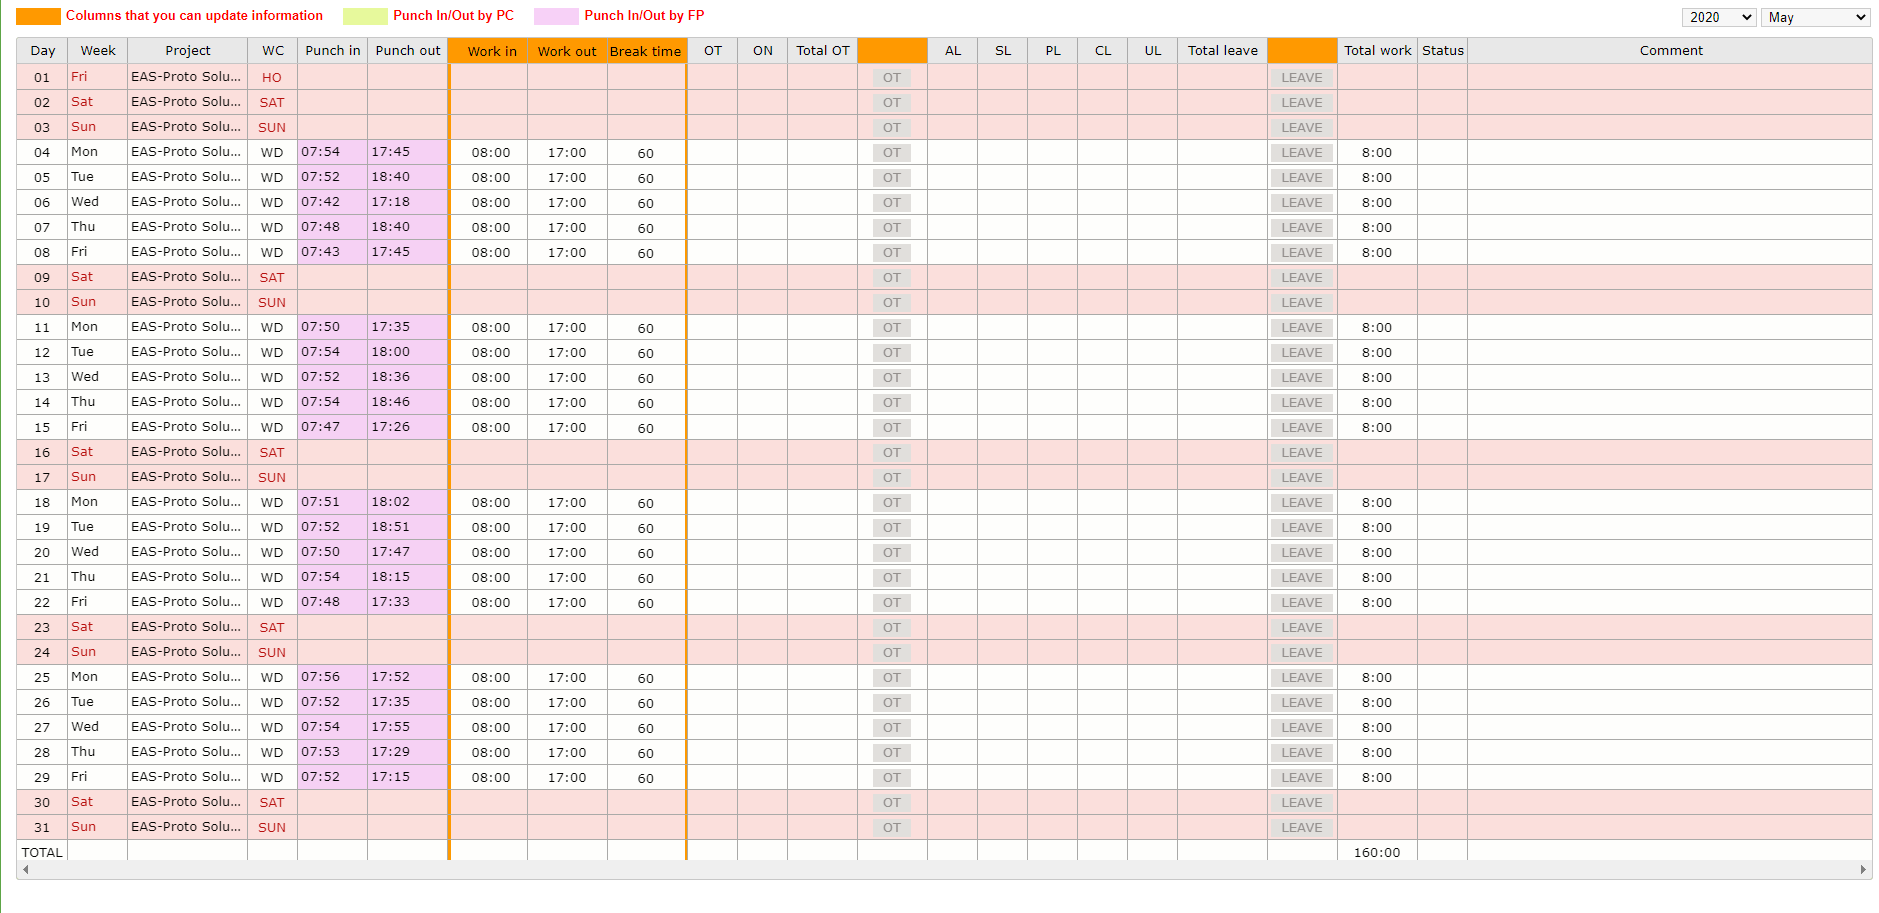 Columns that you can update information Punch In/Out by PC Punch In/Out by FP 2020 May
Day Week Project WC Punch in Punch out Work in Work out Break time OT ON Total OT AL SL PL CL UL Total leave Total work Status Comment
01 Fri EAS-Proto Solu... HO OT LEAVE
02 Sat EAS-Proto Solu... SAT OT LEAVE
03 Sun EAS-Proto Solu... SUN OT LEAVE
04 Mon EAS-Proto Solu... WD 07:54 17:45 08:00 17:00 60 OT LEAVE 8:00
05 Tue EAS-Proto Solu... WD 07:52 18:40 08:00 17:00 60 OT LEAVE 8:00
06 Wed EAS-Proto Solu... WD 07:42 17:18 08:00 17:00 60 OT LEAVE 8:00
07 Thu EAS-Proto Solu... WD 07:48 18:40 08:00 17:00 60 OT LEAVE 8:00
08 Fri EAS-Proto Solu... WD 07:43 17:45 08:00 17:00 60 OT LEAVE 8:00
09 Sat EAS-Proto Solu... SAT OT LEAVE
10 Sun EAS-Proto Solu... SUN OT LEAVE
11 Mon EAS-Proto Solu... WD 07:50 17:35 08:00 17:00 60 OT LEAVE 8:00
12 Tue EAS-Proto Solu... WD 07:54 18:00 08:00 17:00 60 OT LEAVE 8:00
13 Wed EAS-Proto Solu... WD 07:52 18:36 08:00 17:00 60 OT LEAVE 8:00
14 Thu EAS-Proto Solu... WD 07:54 18:46 08:00 17:00 60 OT LEAVE 8:00
15 Fri EAS-Proto Solu... WD 07:47 17:26 08:00 17:00 60 OT LEAVE 8:00
16 Sat EAS-Proto Solu... SAT OT LEAVE
17 Sun EAS-Proto Solu... SUN OT LEAVE
18 Mon EAS-Proto Solu... WD 07:51 18:02 08:00 17:00 60 OT LEAVE 8:00
19 Tue EAS-Proto Solu... WD 07:52 18:51 08:00 17:00 60 OT LEAVE 8:00
20 Wed EAS-Proto Solu... WD 07:50 17:47 08:00 17:00 60 OT LEAVE 8:00
21 Thu EAS-Proto Solu... WD 07:54 18:15 08:00 17:00 60 OT LEAVE 8:00
22 Fri EAS-Proto Solu... WD 07:48 17:33 08:00 17:00 60 OT LEAVE 8:00
23 Sat EAS-Proto Solu... SAT OT LEAVE
24 Sun EAS-Proto Solu... SUN OT LEAVE
25 Mon EAS-Proto Solu... WD 07:56 17:52 08:00 17:00 60 OT LEAVE 8:00
26 Tue EAS-Proto Solu... WD 07:52 17:35 08:00 17:00 60 OT LEAVE 8:00
27 Wed EAS-Proto Solu... WD 07:54 17:55 08:00 17:00 60 OT LEAVE 8:00
28 Thu EAS-Proto Solu... WD 07:53 17:29 08:00 17:00 60 OT LEAVE 8:00
29 Fri EAS-Proto Solu... WD 07:52 17:15 08:00 17:00 60 OT LEAVE 8:00
30 Sat EAS-Proto Solu... SAT OT LEAVE
31 Sun EAS-Proto Solu... SUN OT LEAVE
TOTAL 160:00